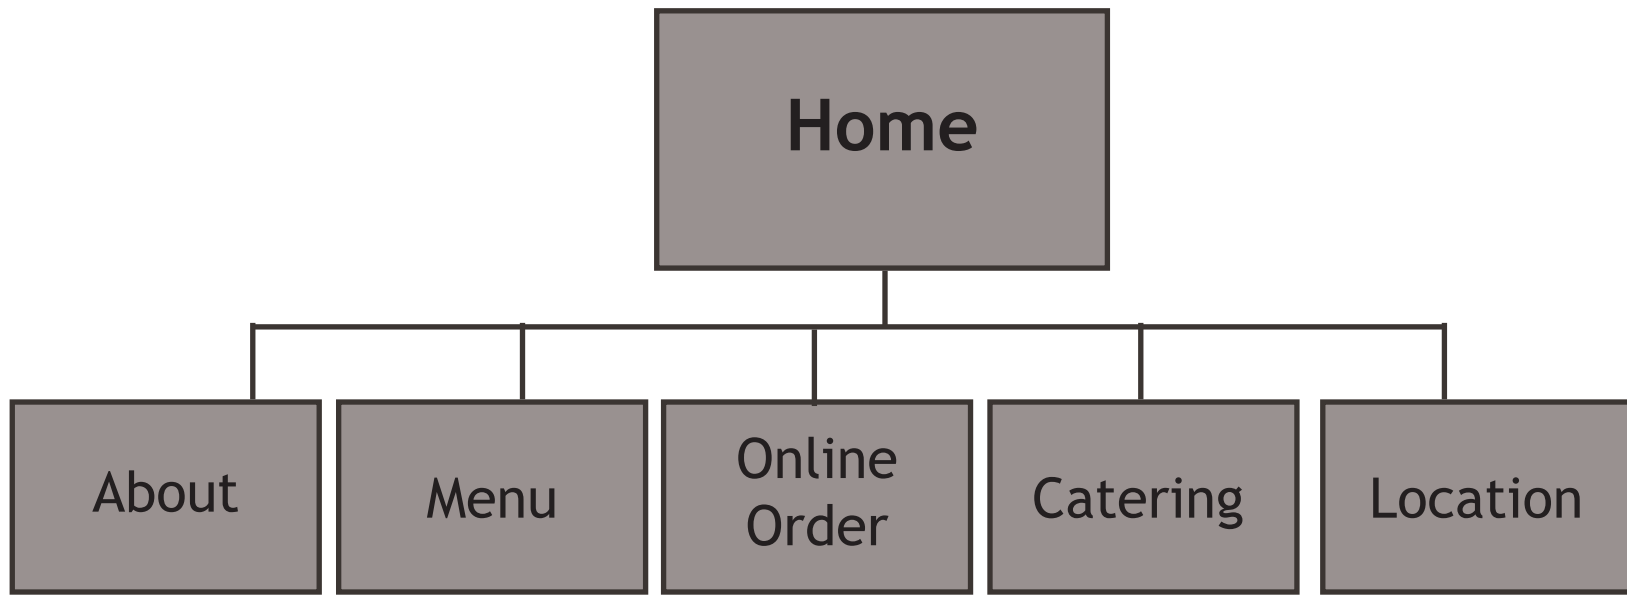 Home
About
Menu
Online
Order
Catering
Location